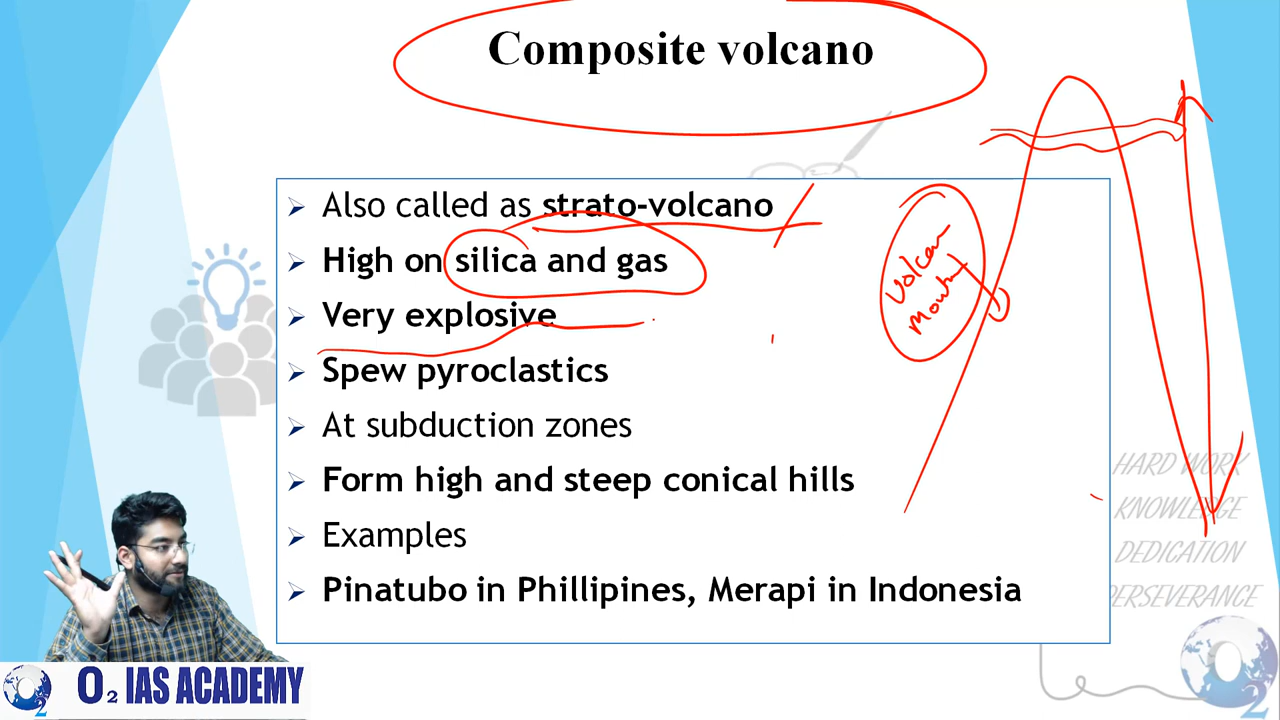 Composite volcano
Also called as strato-volcano
High on silica and gas
Very explosive
Spew pyroclastics
At subduction zones
Form high and steep conical hills
Examples
Pinatubo in Phillipines, Merapi in Indonesia
HARD WORK
KNOWLEDGE
DEDICATION
PERSEVERANCE
O2 IAS ACADEMY
2